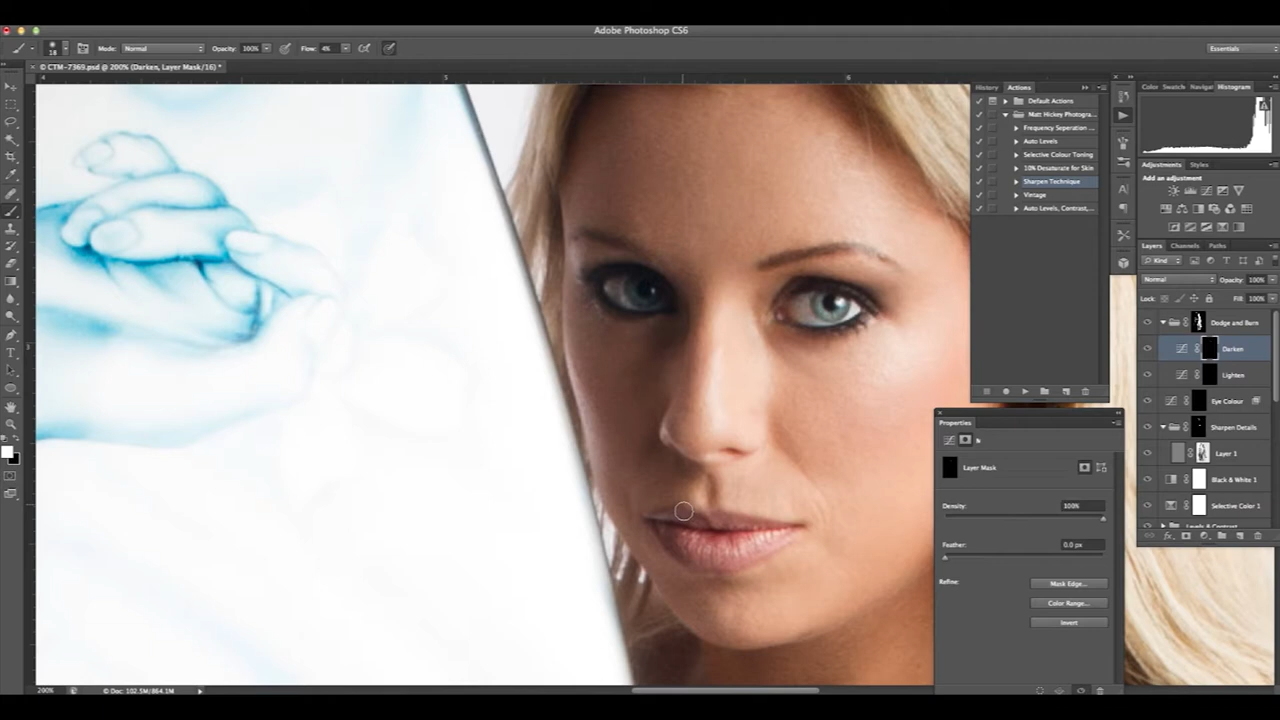 Adobe Photoshop CS6
18 Mode: Normal Opacity: 100% Flow: 4% Essentials
© CTM-7369.psd @ 200% (Darken, Layer Mask/16) *
4 5 6
3
History Actions
Default Actions
Matt Hickey Photogra...
Frequency Seperation ...
Auto Levels
Selective Colour Toning
10% Desaturate for Skin
Sharpen Technique
Vintage
Auto Levels, Contrast,...
Color Swatch Navigat Histogram
Adjustments Styles
Add an adjustment
Layers Channels Paths
Kind
Normal Opacity: 100%
Lock: Fill: 100%
Dodge and Burn
Darken
Lighten
Eye Colour
Sharpen Details
Layer 1
Black & White 1
Selective Color 1
Levels & Contrast
Properties
Layer Mask
Density: 100%
Feather: 0.0 px
Refine: Mask Edge...
Color Range...
Invert
200% Doc: 102.5M/864.1M